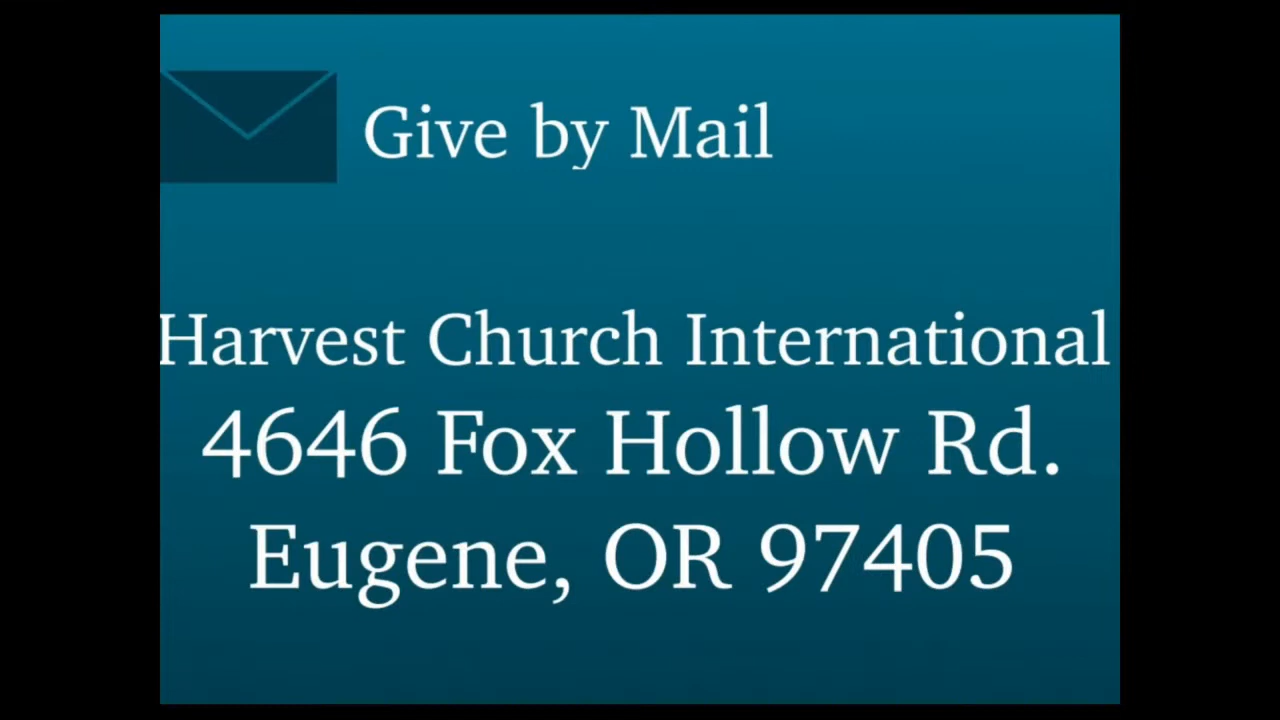 Give by Mail
Harvest Church International
4646 Fox Hollow Rd.
Eugene, OR 97405